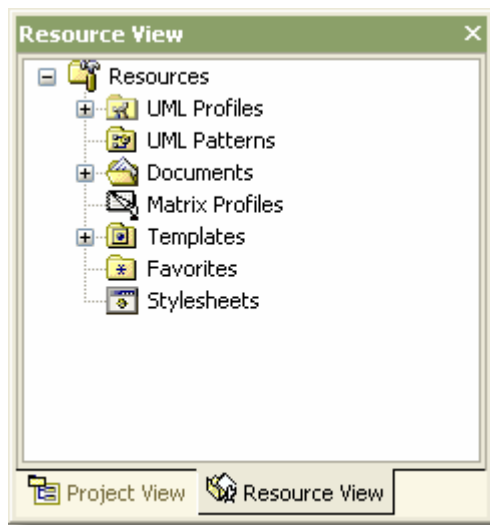 Resource View
Resources
UML Profiles
UML Patterns
Documents
Matrix Profiles
Templates
Favorites
Stylesheets
Project View Resource View